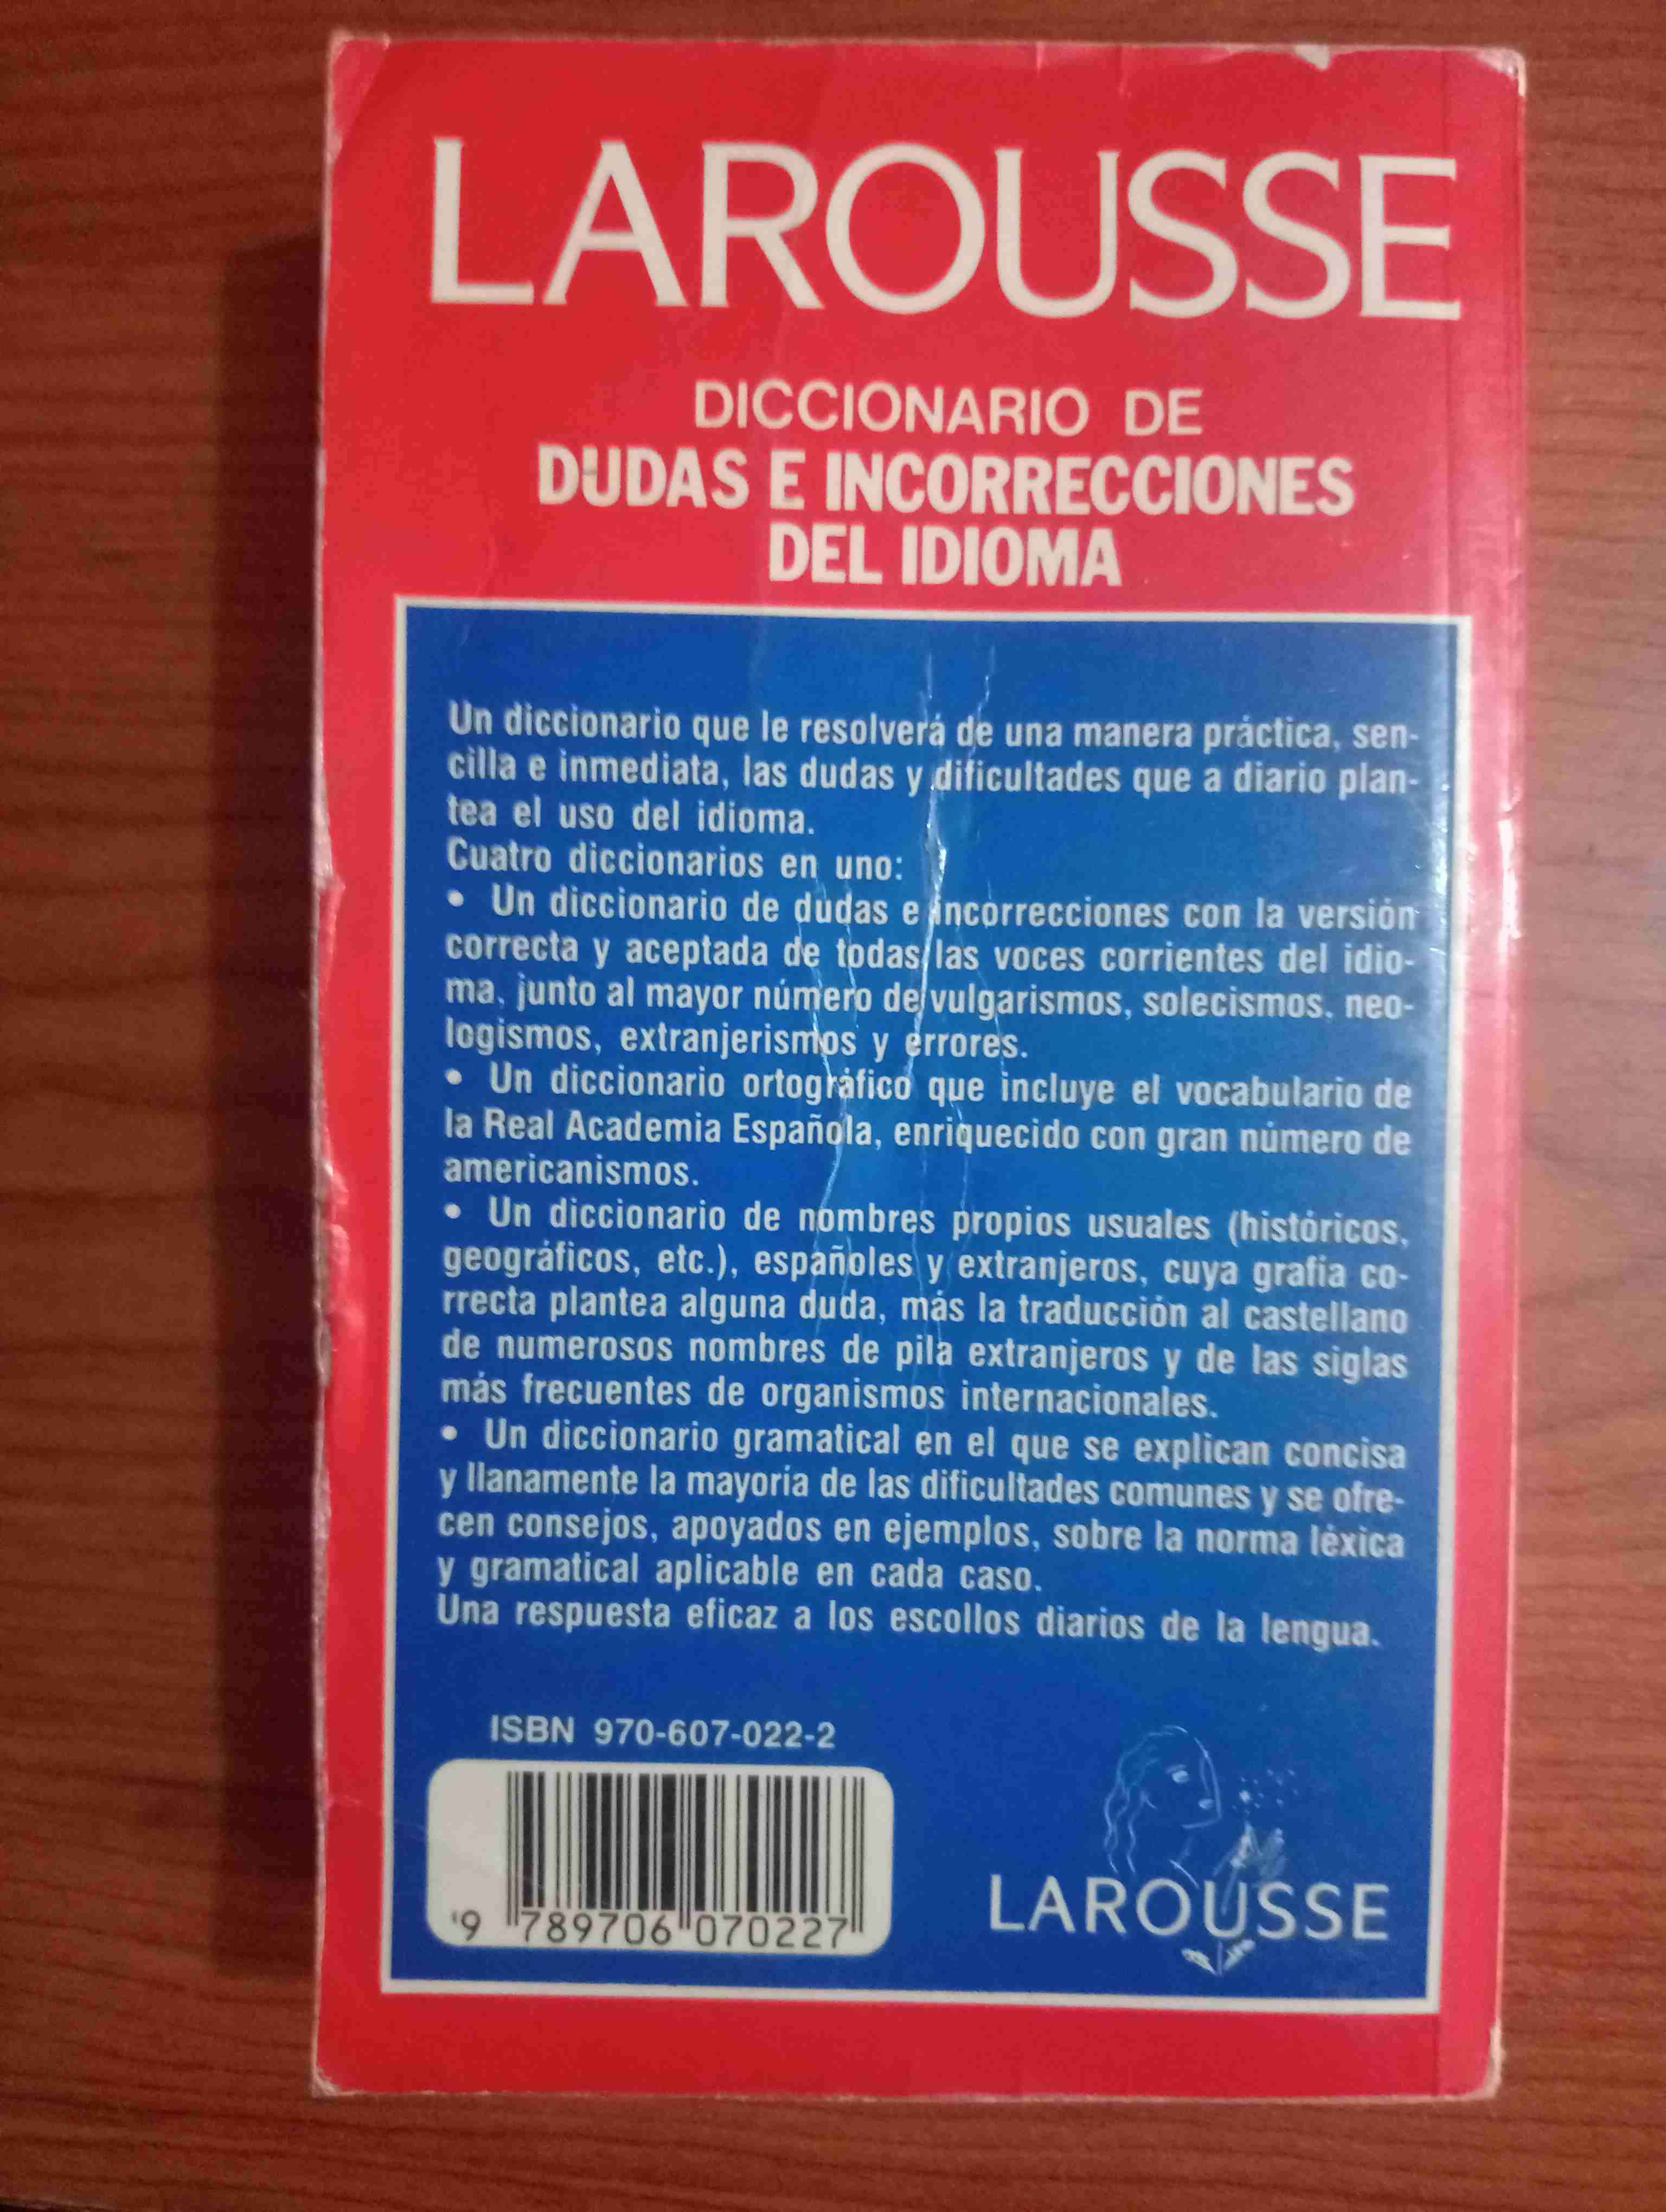 LAROUSSE
DICCIONARIO DE
DUDAS E INCORRECCIONES
DEL IDIOMA
Un diccionario que le resolverá de una manera práctica, sen-
cilla e inmediata, las dudas y dificultades que a diario plan-
tea el uso del idioma.
Cuatro diccionarios en uno:
• Un diccionario de dudas e incorrecciones con la versión
correcta y aceptada de todas las voces corrientes del idio-
ma, junto al mayor número de vulgarismos, solecismos, neo-
logismos, extranjerismos y errores.
• Un diccionario ortográfico que incluye el vocabulario de
la Real Academia Española, enriquecido con gran número de
americanismos.
• Un diccionario de nombres propios usuales (históricos,
geográficos, etc.), españoles y extranjeros, cuya grafía co-
rrecta plantea alguna duda, más la traducción al castellano
de numerosos nombres de pila extranjeros y de las siglas
más frecuentes de organismos internacionales.
• Un diccionario gramatical en el que se explican concisa
y llanamente la mayoría de las dificultades comunes y se ofre-
cen consejos, apoyados en ejemplos, sobre la norma léxica
y gramatical aplicable en cada caso.
Una respuesta eficaz a los escollos diarios de la lengua.
ISBN 970-607-022-2
9 789706 070227
LAROUSSE